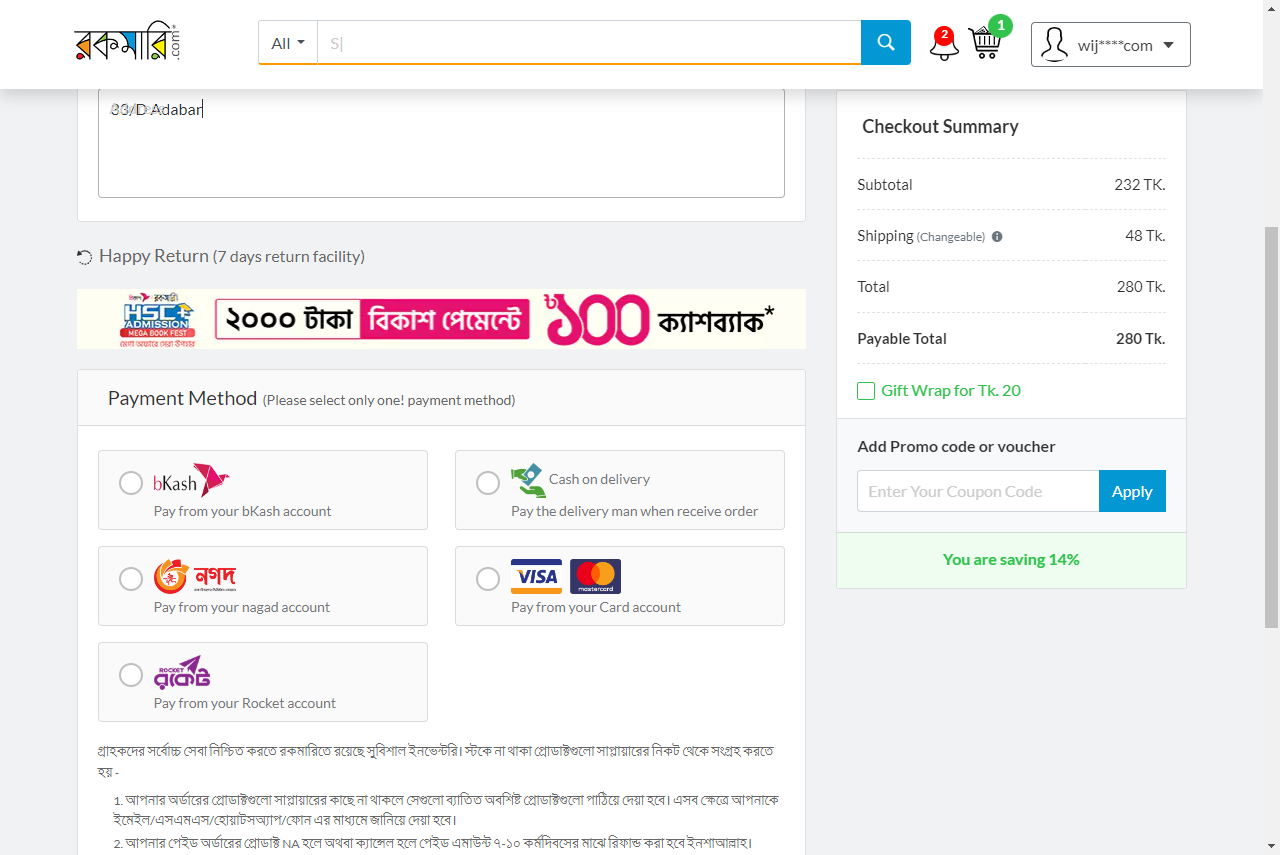 রকমারি.com
All
S|
2
1
wij****com
33/D Adabar
Checkout Summary
Subtotal 232 TK.
Shipping (Changeable) 48 Tk.
Total 280 Tk.
Payable Total 280 Tk.
Gift Wrap for Tk. 20
Add Promo code or voucher
Enter Your Coupon Code Apply
You are saving 14%
Happy Return (7 days return facility)
বিকাশ রকমারি
HSC+
ADMISSION
MEGA BOOK FEST
২০০০ টাকা বিকাশ পেমেন্টে ৳১০০ ক্যাশব্যাক*
Payment Method (Please select only one! payment method)
bKash
Pay from your bKash account
Cash on delivery
Pay the delivery man when receive order
নগদ
Pay from your nagad account
VISA mastercard
Pay from your Card account
ROCKET
রকেট
Pay from your Rocket account
গ্রাহকদের সর্বোচ্চ সেবা নিশ্চিত করতে রকমারিতে রয়েছে সুবিশাল ইনভেন্টরি। স্টকে না থাকা প্রোডাক্টগুলো সাপ্লায়ারের নিকট থেকে সংগ্রহ করতে
হয় -
1. আপনার অর্ডারের প্রোডাক্টগুলো সাপ্লায়ারের কাছে না থাকলে সেগুলো ব্যাতিত অবশিষ্ট প্রোডাক্টগুলো পাঠিয়ে দেয়া হবে। এসব ক্ষেত্রে আপনাকে
ইমেইল/এসএমএস/হোয়াটসঅ্যাপ/ফোন এর মাধ্যমে জানিয়ে দেয়া হবে।
2. আপনার পেইড অর্ডারের প্রোডাক্ট NA হলে অথবা ক্যান্সেল হলে পেইড এমাউন্ট ৭-১০ কর্মদিবসের মাঝে রিফান্ড করা হবে ইনশাআল্লাহ।